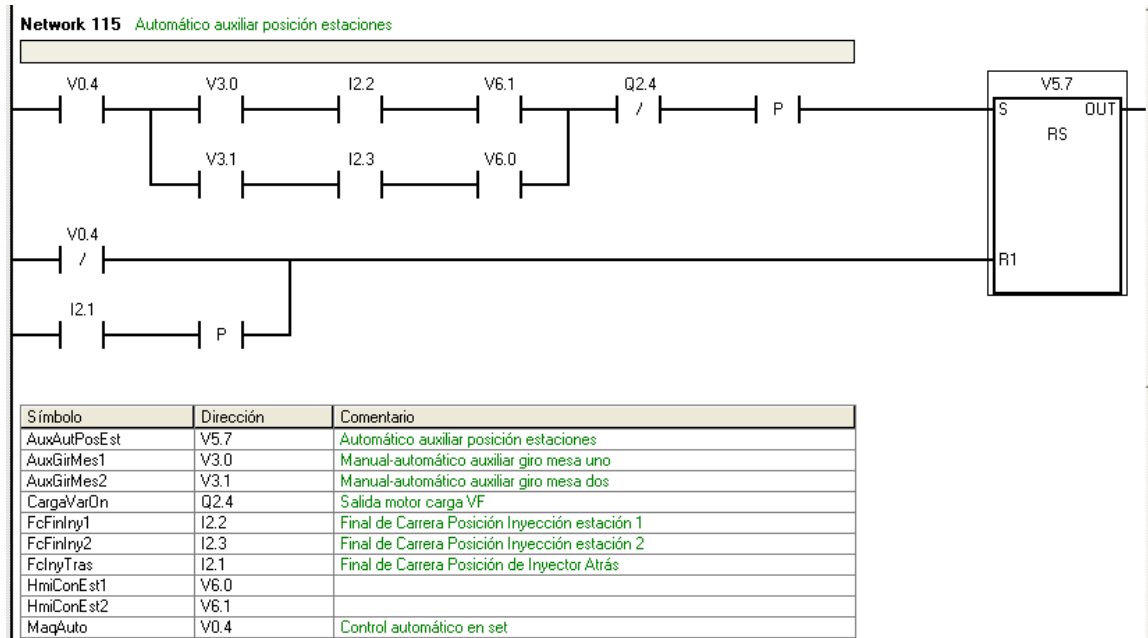 Network 115 Automático auxiliar posición estaciones
V0.4 V3.0 I2.2 V6.1 Q2.4 V5.7
/ P S OUT
RS
V3.1 I2.3 V6.0
V0.4
/ R1
I2.1
P
Símbolo Dirección Comentario
AuxAutPosEst V5.7 Automático auxiliar posición estaciones
AuxGirMes1 V3.0 Manual-automático auxiliar giro mesa uno
AuxGirMes2 V3.1 Manual-automático auxiliar giro mesa dos
CargaVarOn Q2.4 Salida motor carga VF
FcFinIny1 I2.2 Final de Carrera Posición Inyección estación 1
FcFinIny2 I2.3 Final de Carrera Posición Inyección estación 2
FcInyTras I2.1 Final de Carrera Posición de Inyector Atrás
HmiConEst1 V6.0
HmiConEst2 V6.1
MaqAuto V0.4 Control automático en set